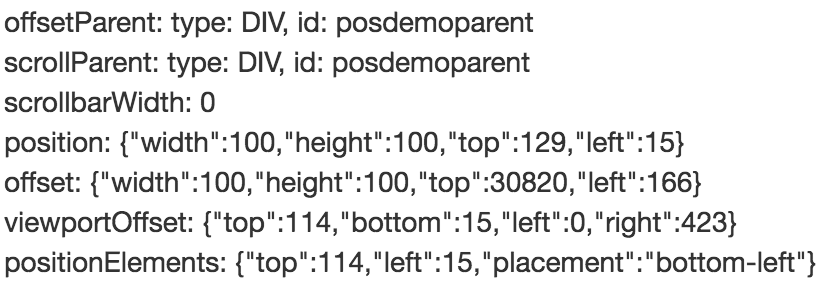 offsetParent: type: DIV, id: posdemoparent
scrollParent: type: DIV, id: posdemoparent
scrollbarWidth: 0
position: {"width":100,"height":100,"top":129,"left":15}
offset: {"width":100,"height":100,"top":30820,"left":166}
viewportOffset: {"top":114,"bottom":15,"left":0,"right":423}
positionElements: {"top":114,"left":15,"placement":"bottom-left"}